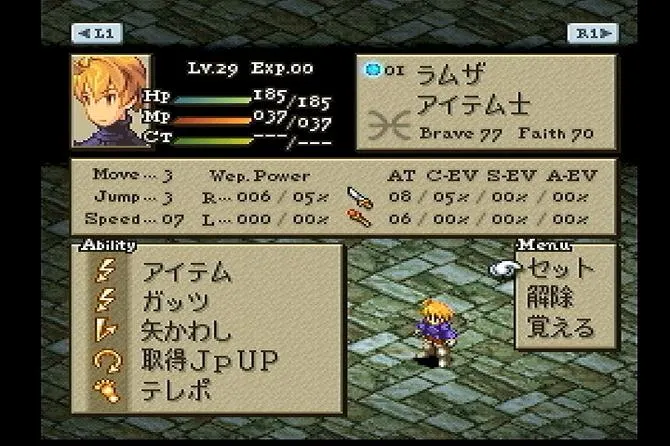 L1
R1
Lv.29 Exp.00
Hp 185/185
Mp 037/037
CT ---/---
01 ラムザ
アイテム士
Brave 77 Faith 70
Move… 3 Wep.Power AT C-EV S-EV A-EV
Jump… 3 R… 006 / 05% 08 / 05% / 00% / 00%
Speed… 07 L… 000 / 00% 06 / 00% / 00% / 00%
Ability
アイテム
ガッツ
矢かわし
取得JpUP
テレポ
Menu
セット
解除
覚える